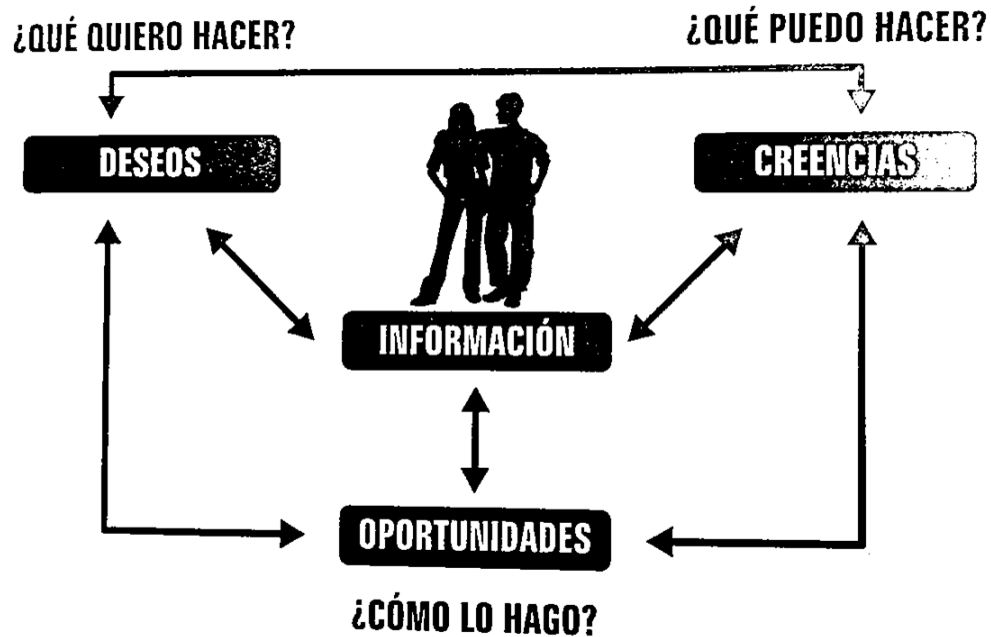 ¿QUÉ QUIERO HACER?
¿QUÉ PUEDO HACER?
DESEOS
CREENCIAS
INFORMACIÓN
OPORTUNIDADES
¿CÓMO LO HAGO?